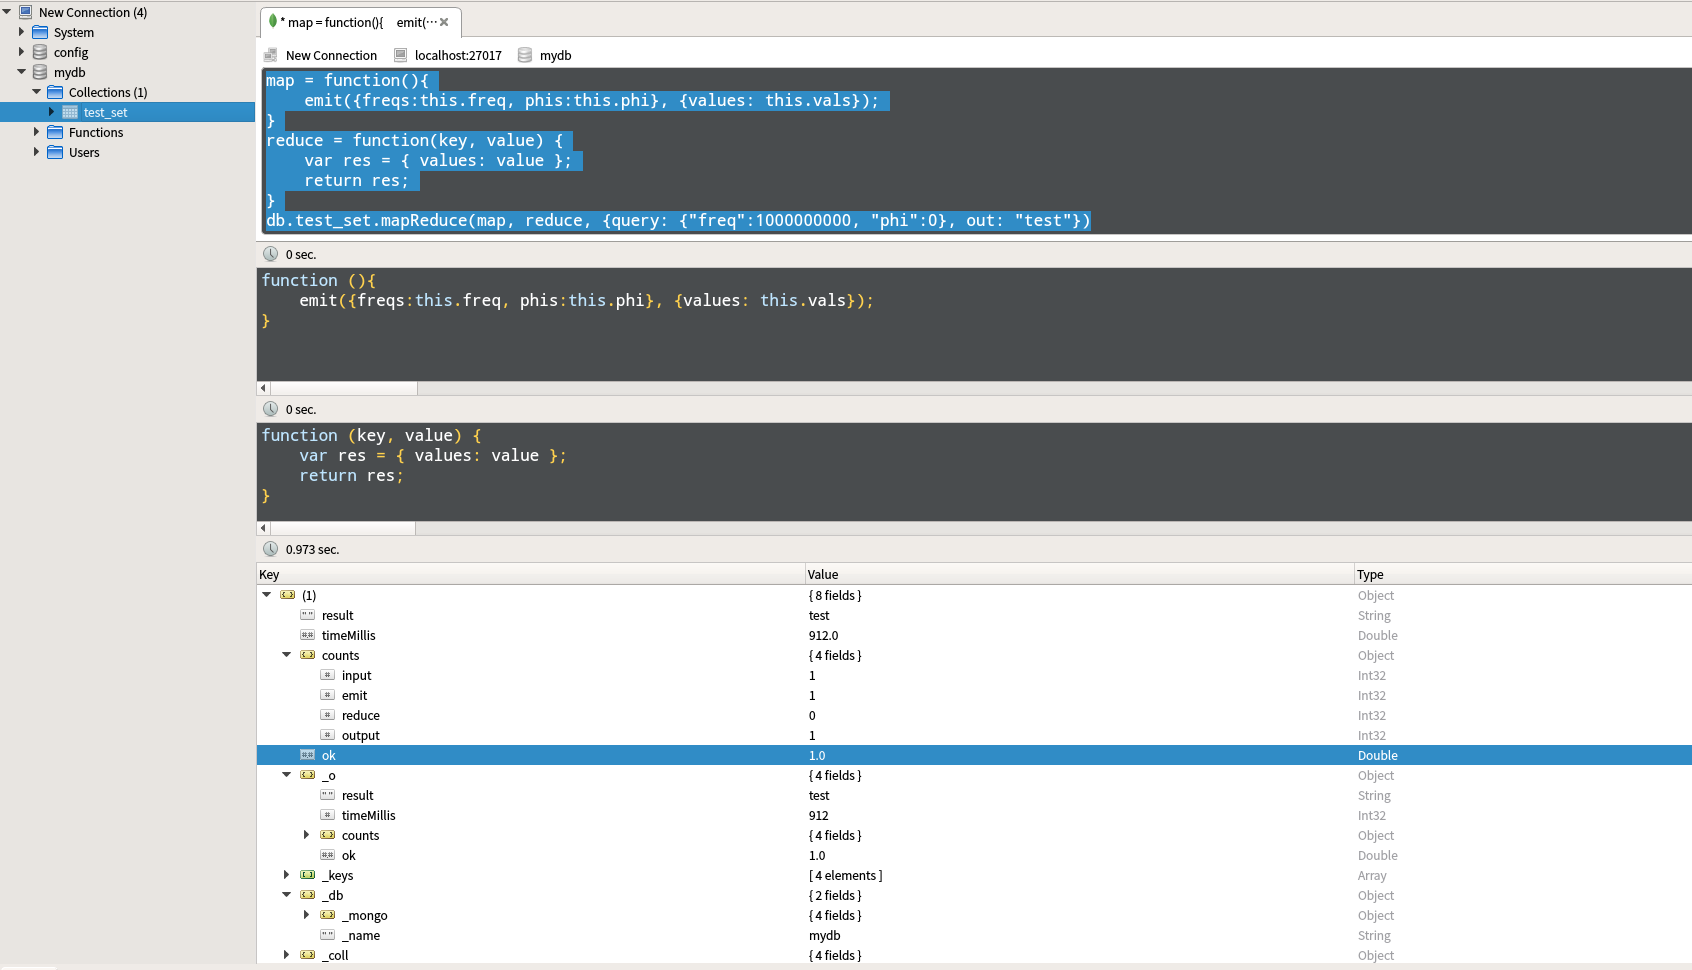 New Connection (4)
System
config
mydb
Collections (1)
test_set
Functions
Users
* map = function(){    emit(···
New Connection   localhost:27017   mydb
map = function(){
    emit({freqs:this.freq, phis:this.phi}, {values: this.vals});
}
reduce = function(key, value) {
    var res = { values: value };
    return res;
}
db.test_set.mapReduce(map, reduce, {query: {"freq":1000000000, "phi":0}, out: "test"})
0 sec.
function (){
    emit({freqs:this.freq, phis:this.phi}, {values: this.vals});
}
0 sec.
function (key, value) {
    var res = { values: value };
    return res;
}
0.973 sec.
Key   Value   Type
(1)   { 8 fields }   Object
result   test   String
timeMillis   912.0   Double
counts   { 4 fields }   Object
input   1   Int32
emit   1   Int32
reduce   0   Int32
output   1   Int32
ok   1.0   Double
_o   { 4 fields }   Object
result   test   String
timeMillis   912   Int32
counts   { 4 fields }   Object
ok   1.0   Double
_keys   [ 4 elements ]   Array
_db   { 2 fields }   Object
_mongo   { 4 fields }   Object
_name   mydb   String
_coll   { 4 fields }   Object